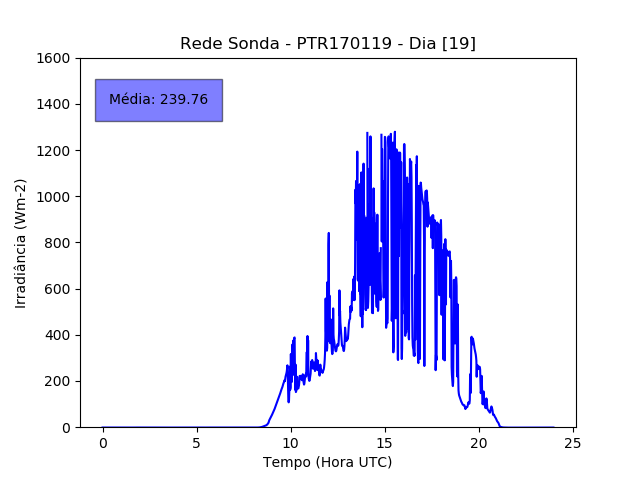 Rede Sonda - PTR170119 - Dia [19]
1600
1400
1200
1000
800
600
400
200
0
Média: 239.76
Irradiância (Wm-2)
0 5 10 15 20 25
Tempo (Hora UTC)